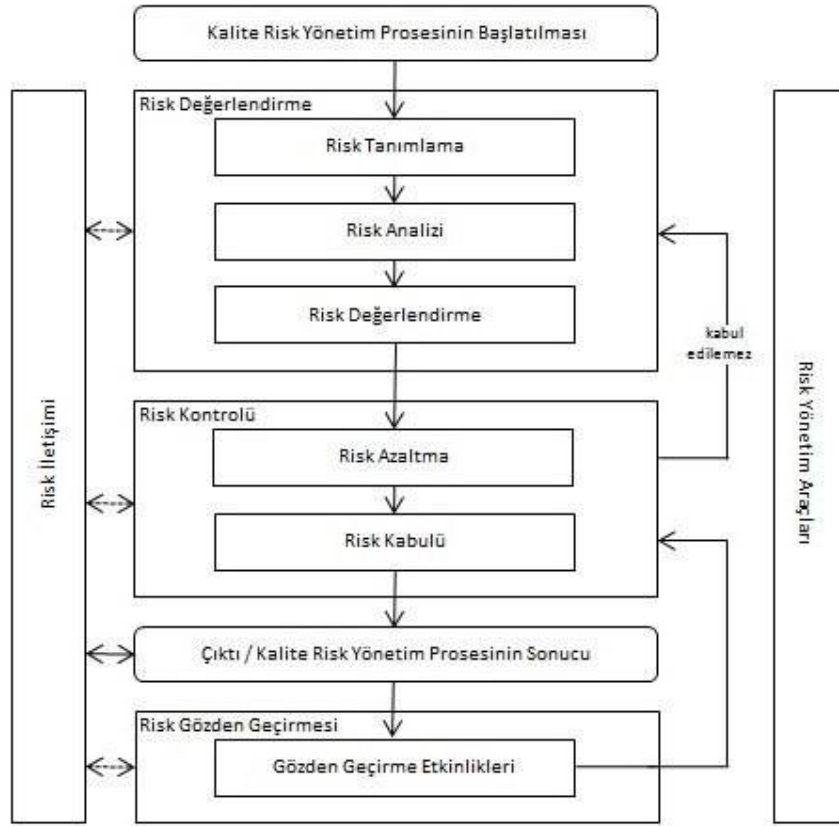 Kalite Risk Yönetim Prosesinin Başlatılması
Risk Değerlendirme
Risk Tanımlama
Risk Analizi
Risk Değerlendirme
kabul
edilemez
Risk Kontrolü
Risk Azaltma
Risk Kabulü
Çıktı / Kalite Risk Yönetim Prosesinin Sonucu
Risk Gözden Geçirmesi
Gözden Geçirme Etkinlikleri
Risk İletişimi
Risk Yönetim Araçları